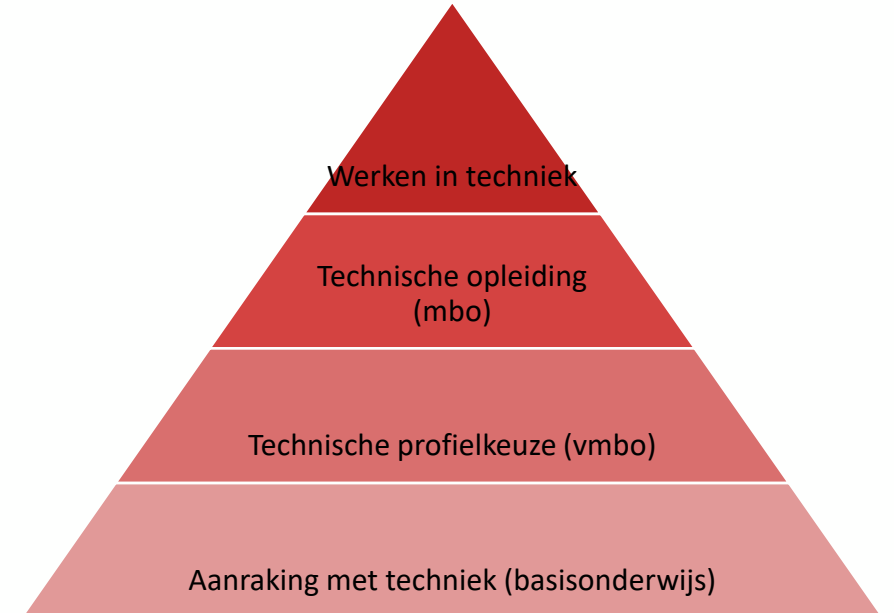 Werken in techniek
Technische opleiding
(mbo)
Technische profielkeuze (vmbo)
Aanraking met techniek (basisonderwijs)